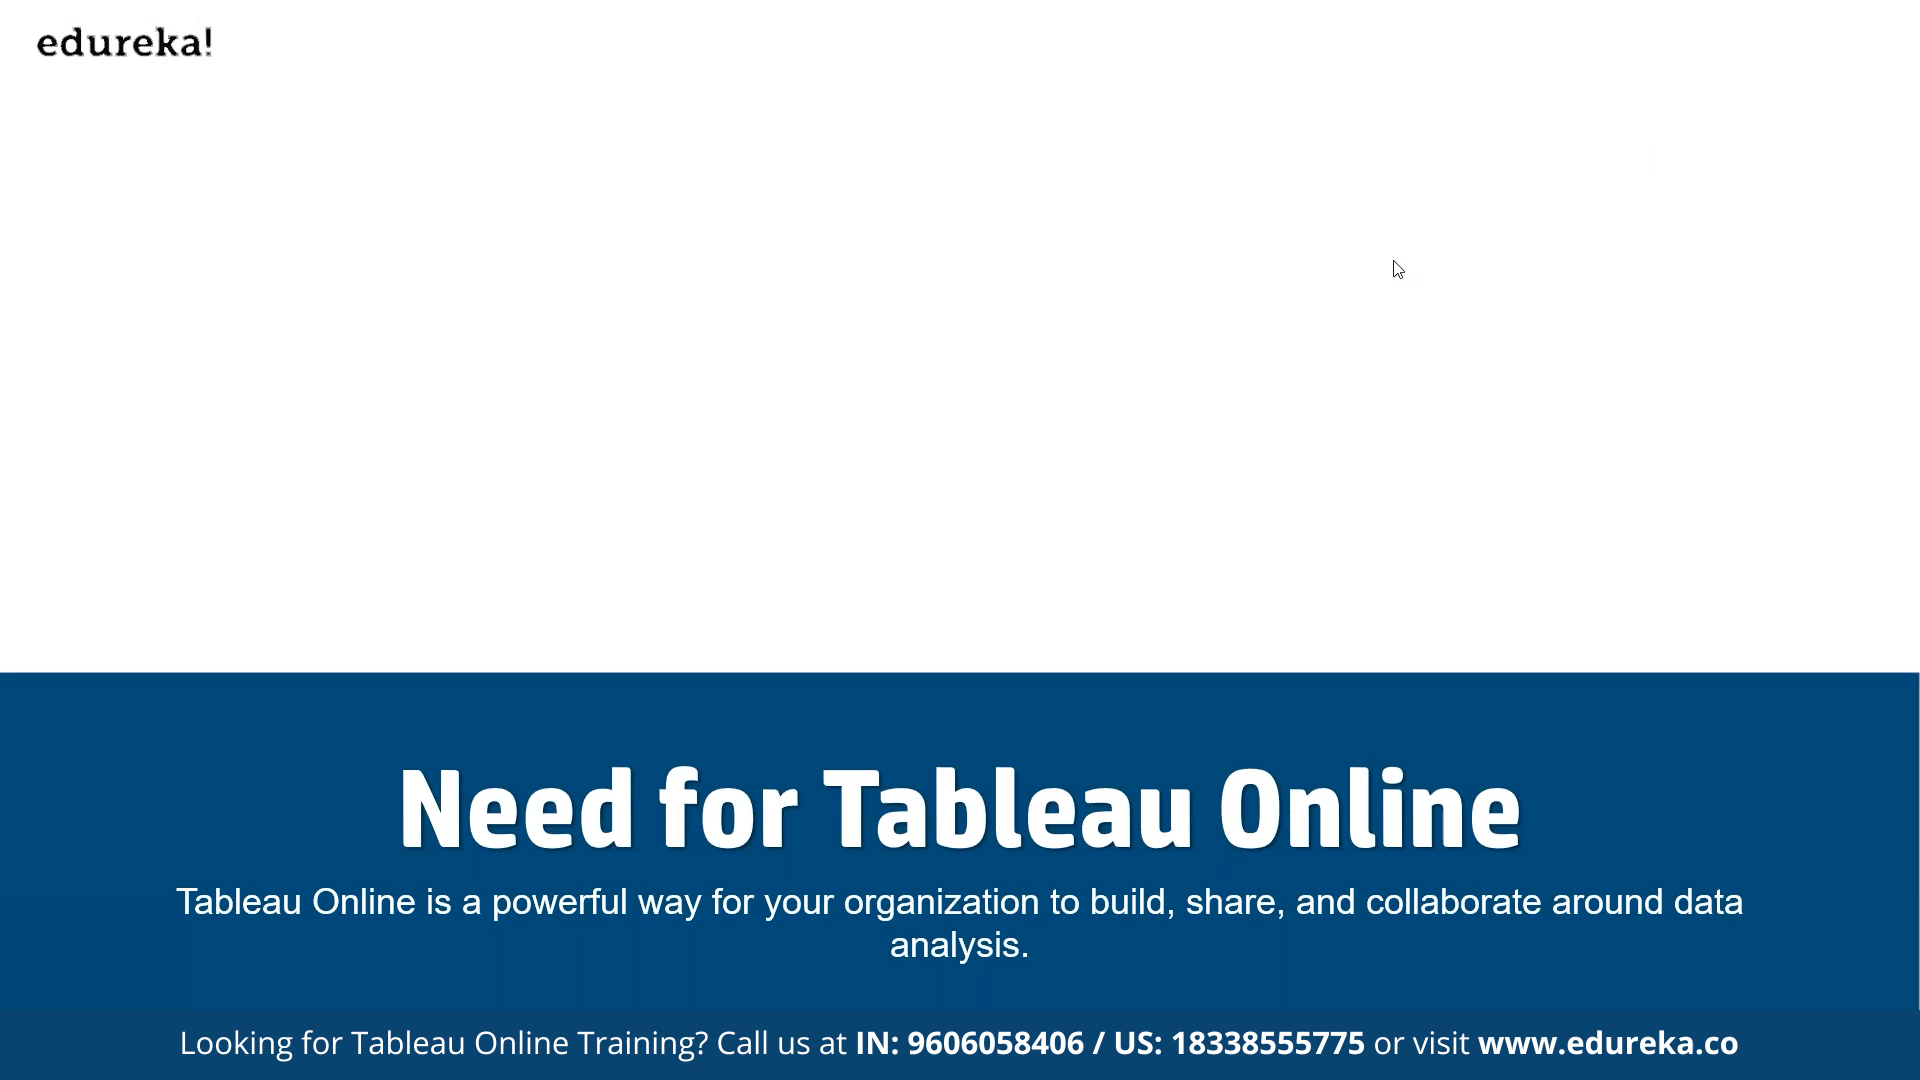 edureka!
Need for Tableau Online
Tableau Online is a powerful way for your organization to build, share, and collaborate around data
analysis.
Looking for Tableau Online Training? Call us at IN: 9606058406 / US: 18338555775 or visit www.edureka.co